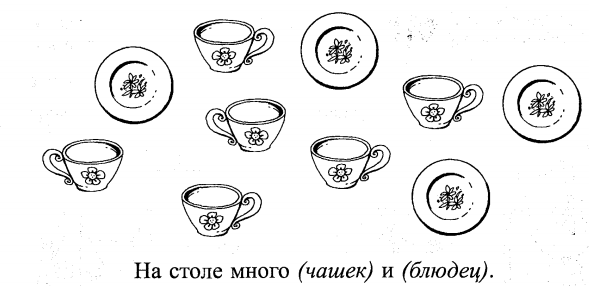 На столе много (чашек) и (блюдец).